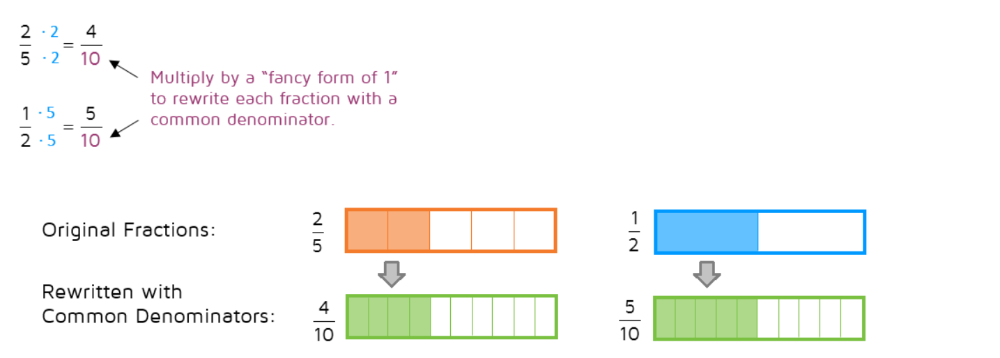 2/5 · 2/· 2 = 4/10
Multiply by a “fancy form of 1”
to rewrite each fraction with a
common denominator.
1/2 · 5/· 5 = 5/10
Original Fractions: 2/5 1/2
Rewritten with
Common Denominators: 4/10 5/10